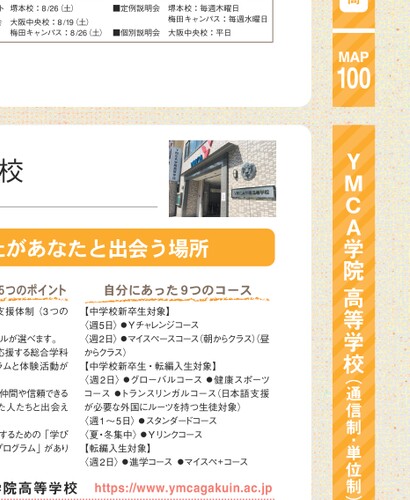 堺本校：8/26（土）
■定例説明会 堺本校：毎週木曜日
大阪中央校：8/19（土）
梅田キャンパス：毎週水曜日
梅田キャンパス：8/26（土）
■個別説明会 大阪中央校：平日
MAP
100
校
があなたと出会う場所
5つのポイント
支援体制（3つの
ルが選べます。
応援する総合学科
ラムと体験活動が
仲間や信頼できる
た人たちと出会え
するための「学び
プログラム」があり
自分にあった9つのコース
【中学校新卒生対象】
〈週5日〉●Yチャレンジコース
〈週2日〉●マイスペースコース（朝からクラス）（昼
からクラス）
【中学校新卒生・転編入生対象】
〈週2日〉●グローバルコース ●健康スポーツ
コース ●トランスリンガルコース（日本語支援
が必要な外国にルーツを持つ生徒対象）
〈週1〜5日〉●スタンダードコース
〈夏・冬集中〉●Yリンクコース
【転編入生対象】
〈週2日〉●進学コース ●マイスペ+コース
学院高等学校
https://www.ymcagakuin.ac.jp
YMCA学院 高等学校（通信制・単位制）